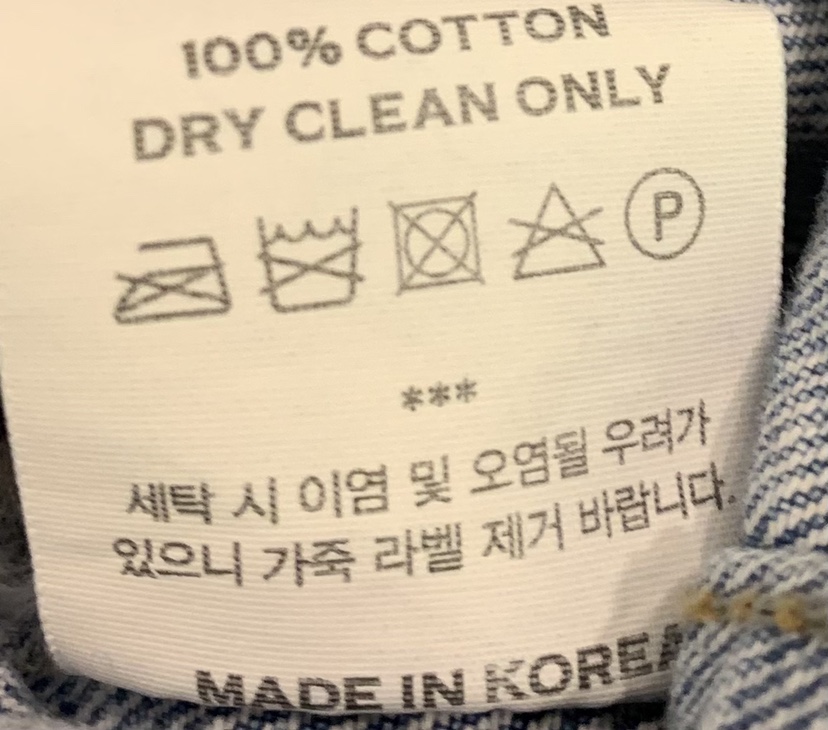 100% COTTON
DRY CLEAN ONLY
P
***
세탁 시 이염 및 오염될 우려가
있으니 가죽 라벨 제거 바랍니다.
MADE IN KOREA